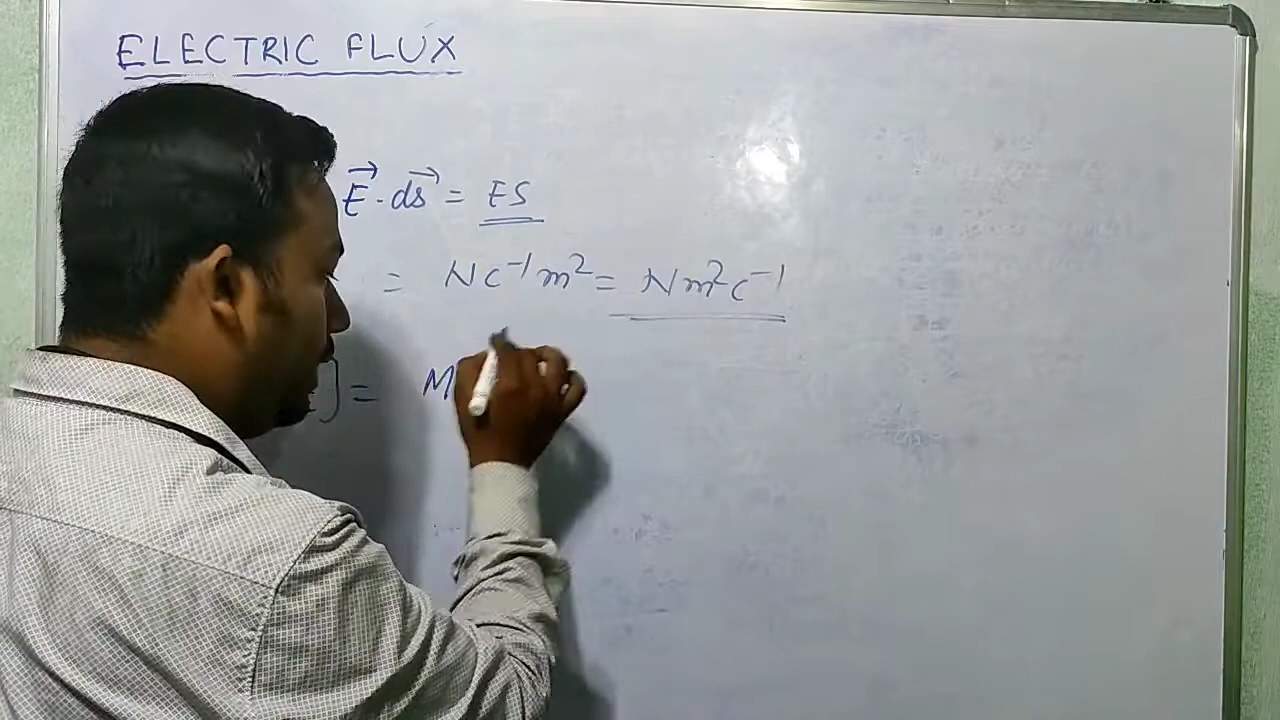 ELECTRIC FLUX
E⃗ · ds⃗ = ES
= Nc⁻¹m² = Nm²c⁻¹
] = M